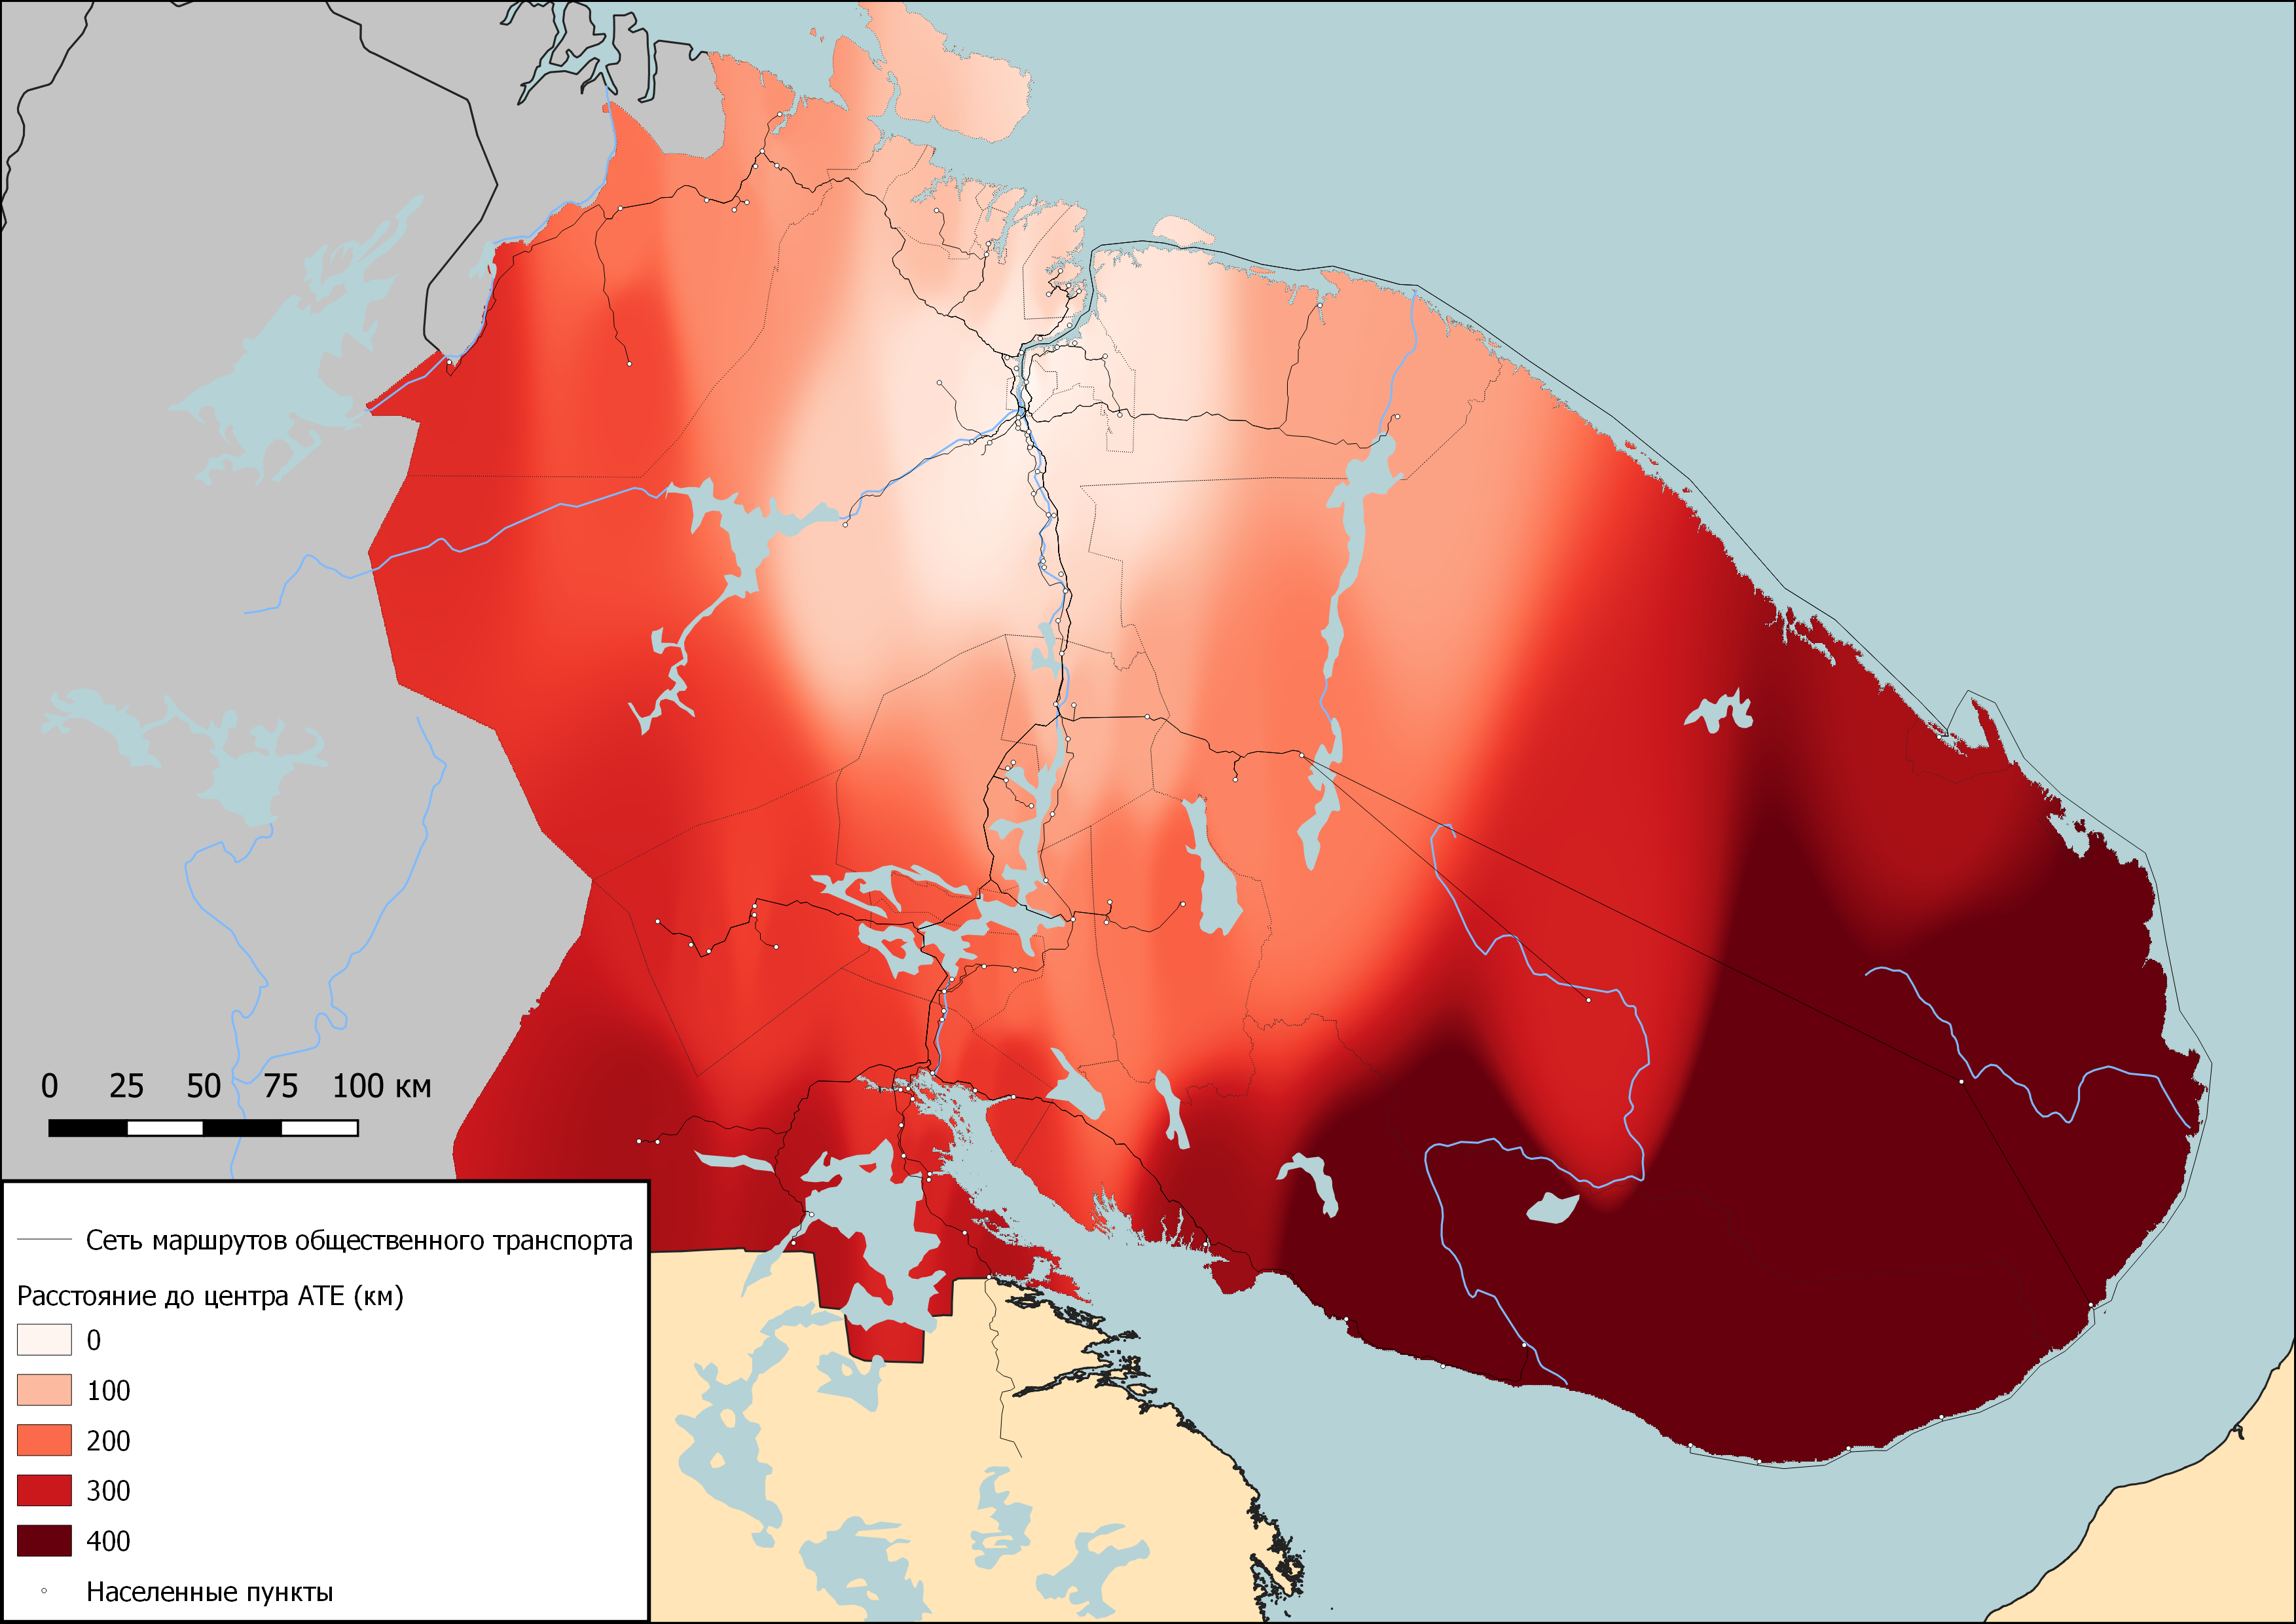 0 25 50 75 100 км
Сеть маршрутов общественного транспорта
Расстояние до центра АТЕ (км)
0
100
200
300
400
Населенные пункты